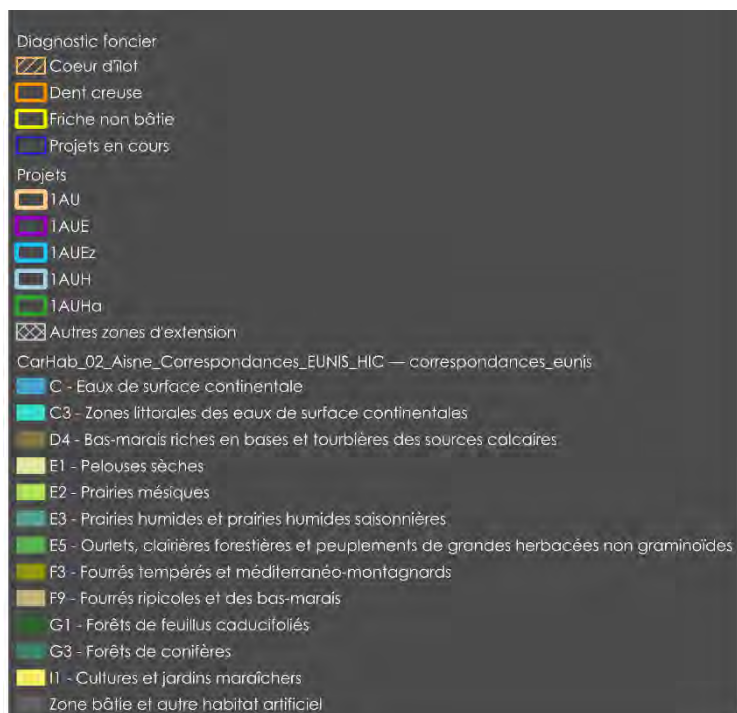 Diagnostic foncier
Coeur d'îlot
Dent creuse
Friche non bâtie
Projets en cours
Projets
1AU
1AUE
1AUEz
1AUH
1AUHa
Autres zones d'extension
CarHab_02_Aisne_Correspondances_EUNIS_HIC — correspondances_eunis
C - Eaux de surface continentale
C3 - Zones littorales des eaux de surface continentales
D4 - Bas-marais riches en bases et tourbières des sources calcaires
E1 - Pelouses sèches
E2 - Prairies mésiques
E3 - Prairies humides et prairies humides saisonnières
E5 - Ourlets, clairières forestières et peuplements de grandes herbacées non graminoïdes
F3 - Fourrés tempérés et méditerranéo-montagnards
F9 - Fourrés ripicoles et des bas-marais
G1 - Forêts de feuillus caducifoliés
G3 - Forêts de conifères
I1 - Cultures et jardins maraîchers
Zone bâtie et autre habitat artificiel